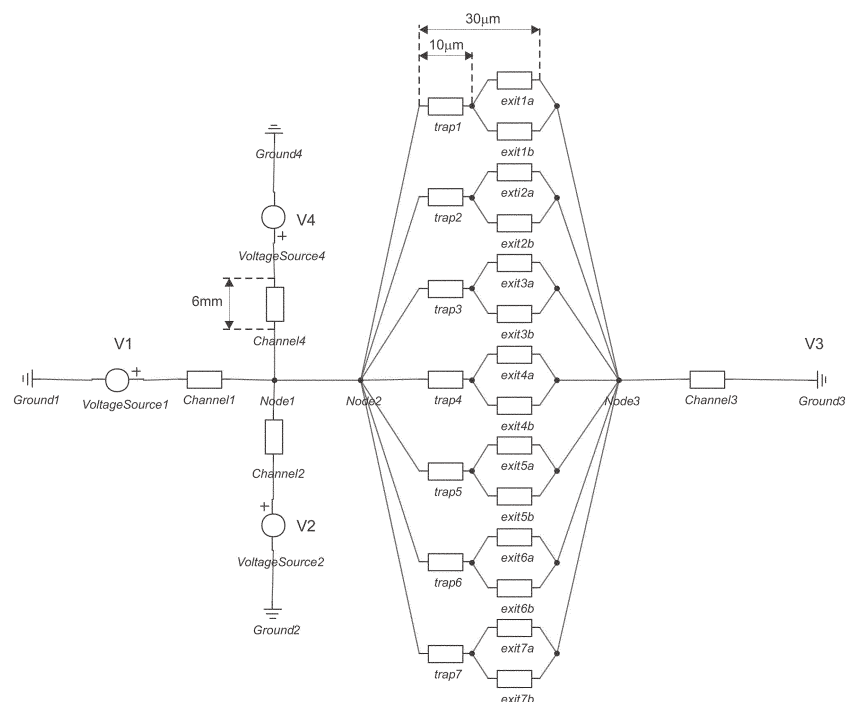 30μm
10μm
exit1a
trap1
exit1b
Ground4
exti2a
V4
trap2
+
exit2b
VoltageSource4
exit3a
6mm
trap3
exit3b
Channel4
V1
exit4a
V3
+
Ground1
VoltageSource1
Channel1
Node1
Node2
trap4
Node3
Channel3
Ground3
exit4b
exit5a
Channel2
trap5
+
exit5b
V2
exit6a
VoltageSource2
trap6
exit6b
Ground2
exit7a
trap7
exit7b